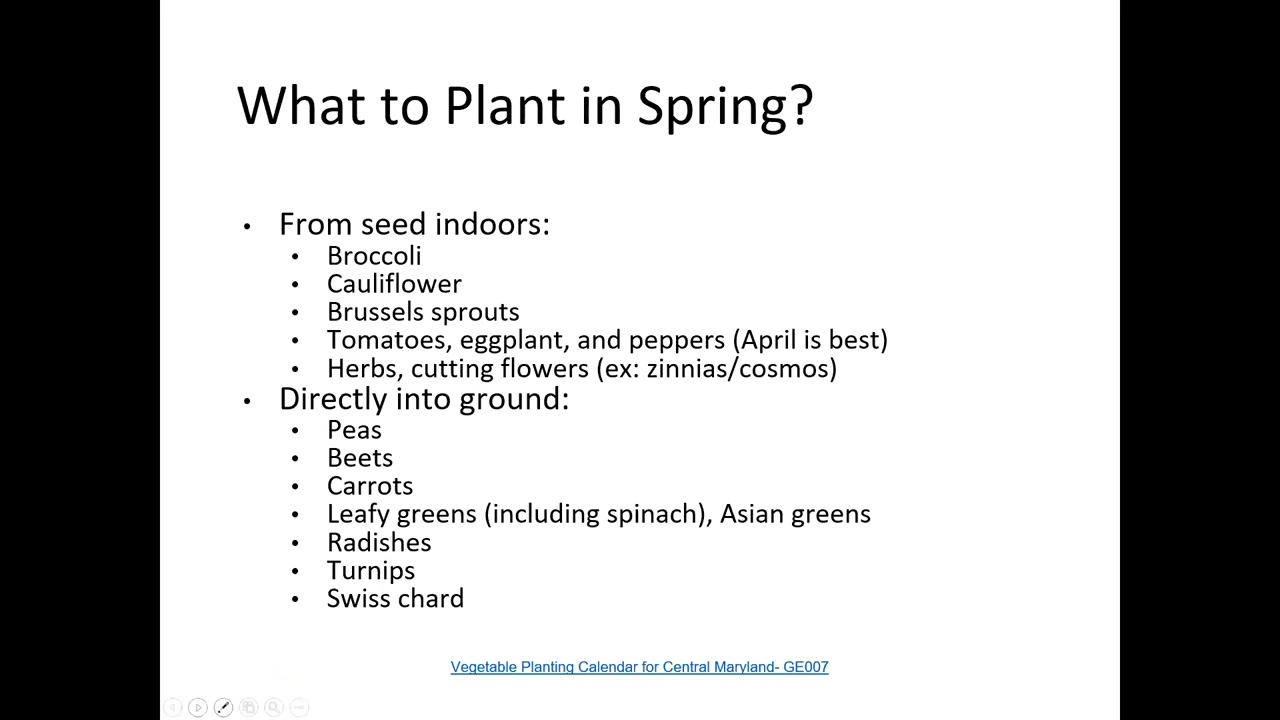 What to Plant in Spring?
• From seed indoors:
• Broccoli
• Cauliflower
• Brussels sprouts
• Tomatoes, eggplant, and peppers (April is best)
• Herbs, cutting flowers (ex: zinnias/cosmos)
• Directly into ground:
• Peas
• Beets
• Carrots
• Leafy greens (including spinach), Asian greens
• Radishes
• Turnips
• Swiss chard
Vegetable Planting Calendar for Central Maryland- GE007